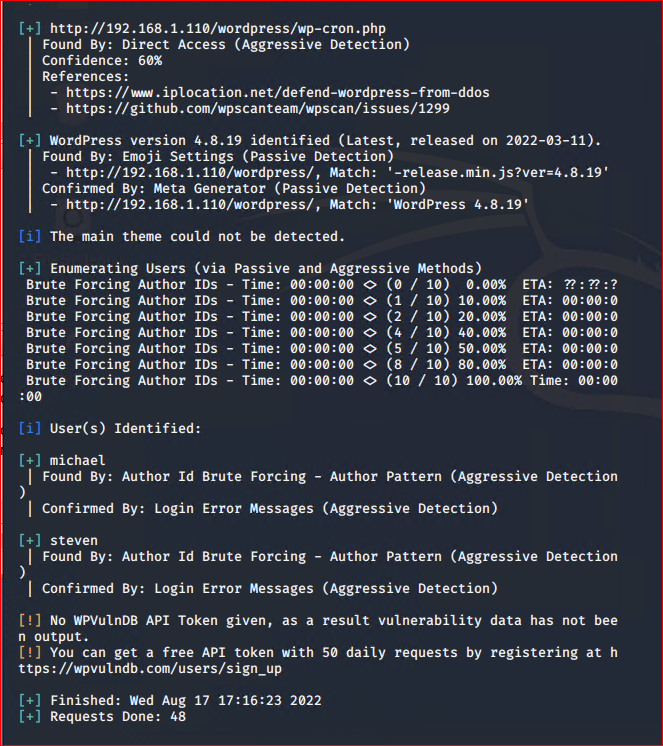 [+] http://192.168.1.110/wordpress/wp-cron.php
| Found By: Direct Access (Aggressive Detection)
| Confidence: 60%
| References:
|  - https://www.iplocation.net/defend-wordpress-from-ddos
|  - https://github.com/wpscanteam/wpscan/issues/1299
[+] WordPress version 4.8.19 identified (Latest, released on 2022-03-11).
| Found By: Emoji Settings (Passive Detection)
|  - http://192.168.1.110/wordpress/, Match: '-release.min.js?ver=4.8.19'
| Confirmed By: Meta Generator (Passive Detection)
|  - http://192.168.1.110/wordpress/, Match: 'WordPress 4.8.19'
[i] The main theme could not be detected.
[+] Enumerating Users (via Passive and Aggressive Methods)
Brute Forcing Author IDs - Time: 00:00:00 <> (0 / 10)  0.00%  ETA: ??:??:?
Brute Forcing Author IDs - Time: 00:00:00 <> (1 / 10) 10.00%  ETA: 00:00:0
Brute Forcing Author IDs - Time: 00:00:00 <> (2 / 10) 20.00%  ETA: 00:00:0
Brute Forcing Author IDs - Time: 00:00:00 <> (4 / 10) 40.00%  ETA: 00:00:0
Brute Forcing Author IDs - Time: 00:00:00 <> (5 / 10) 50.00%  ETA: 00:00:0
Brute Forcing Author IDs - Time: 00:00:00 <> (8 / 10) 80.00%  ETA: 00:00:0
Brute Forcing Author IDs - Time: 00:00:00 <> (10 / 10) 100.00% Time: 00:00
:00
[i] User(s) Identified:
[+] michael
| Found By: Author Id Brute Forcing - Author Pattern (Aggressive Detection
)
| Confirmed By: Login Error Messages (Aggressive Detection)
[+] steven
| Found By: Author Id Brute Forcing - Author Pattern (Aggressive Detection
)
| Confirmed By: Login Error Messages (Aggressive Detection)
[!] No WPVulnDB API Token given, as a result vulnerability data has not bee
n output.
[!] You can get a free API token with 50 daily requests by registering at h
ttps://wpvulndb.com/users/sign_up
[+] Finished: Wed Aug 17 17:16:23 2022
[+] Requests Done: 48